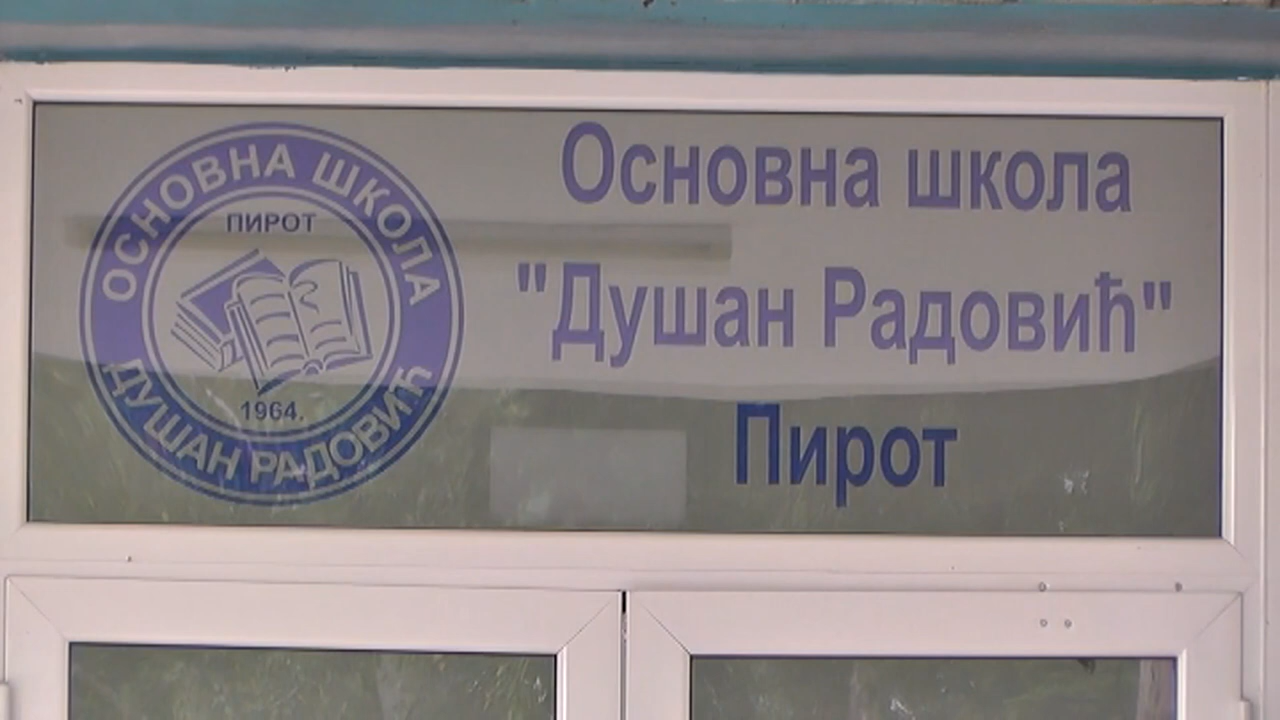 ОСНОВНА ШКОЛА
ПИРОТ
1964.
ДУШАН РАДОВИЋ
Основна школа
"Душан Радовић"
Пирот